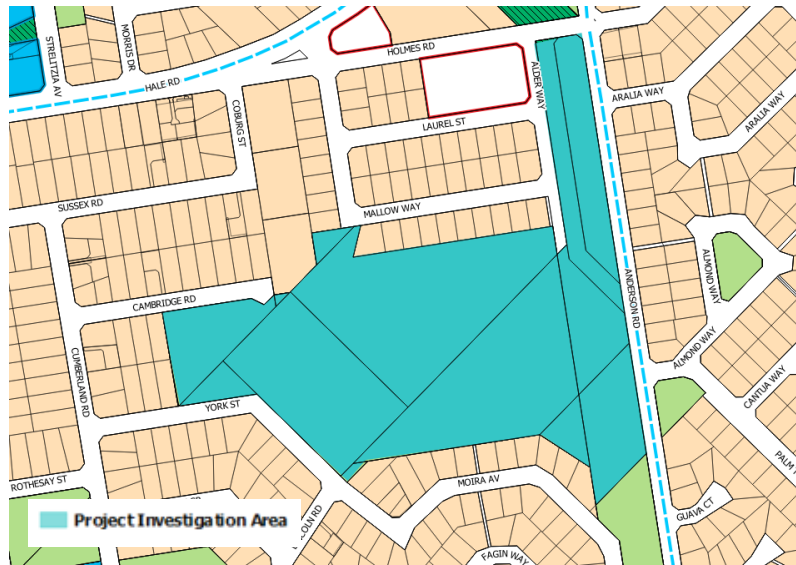 STRELITZIA AV
MORRIS DR
HALE RD
HOLMES RD
COBURG ST
ALDER WAY
LAUREL ST
ARALIA WAY
ARALIA WAY
SUSSEX RD
MALLOW WAY
CAMBRIDGE RD
ANDERSON RD
ALMOND WAY
CUMBERLAND RD
ALMOND WAY
CANTUA WAY
YORK ST
ROTHESAY ST
MOIRA AV
PALM
GUAVA CT
FAGIN WAY
Project Investigation Area